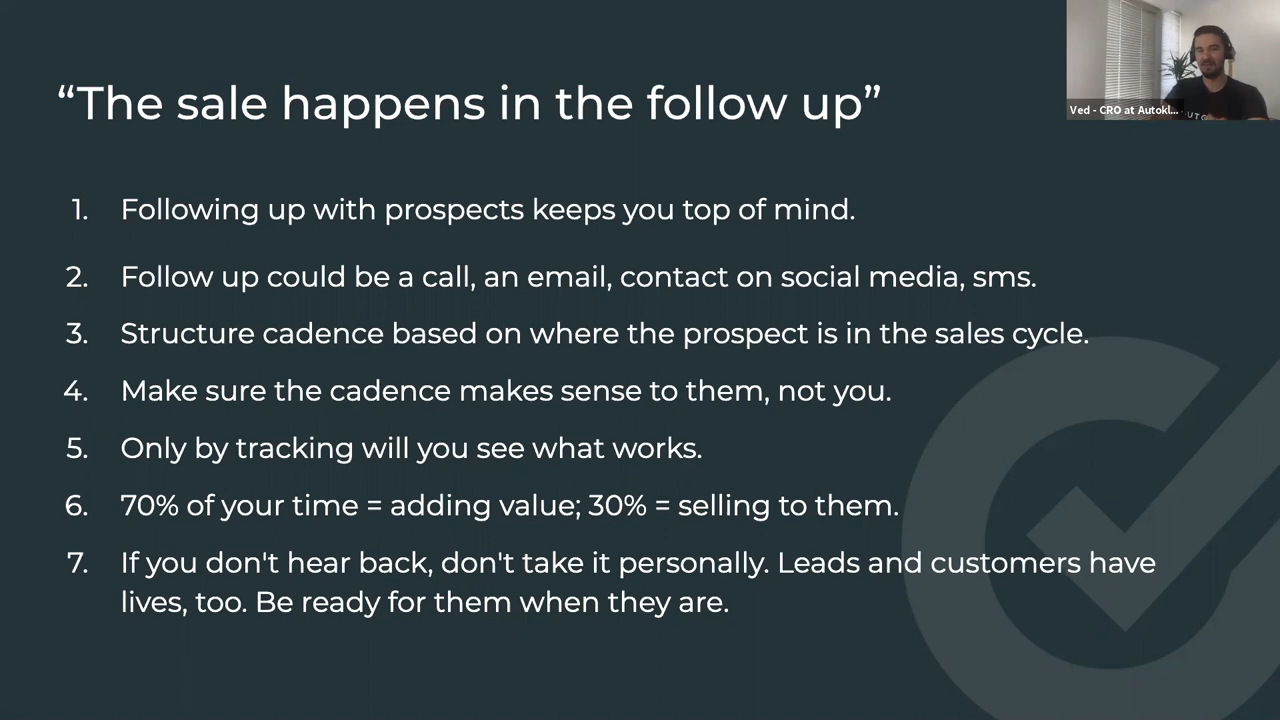 “The sale happens in the follow up”
Ved - CRO at Autokl...
1. Following up with prospects keeps you top of mind.
2. Follow up could be a call, an email, contact on social media, sms.
3. Structure cadence based on where the prospect is in the sales cycle.
4. Make sure the cadence makes sense to them, not you.
5. Only by tracking will you see what works.
6. 70% of your time = adding value; 30% = selling to them.
7. If you don't hear back, don't take it personally. Leads and customers have
lives, too. Be ready for them when they are.